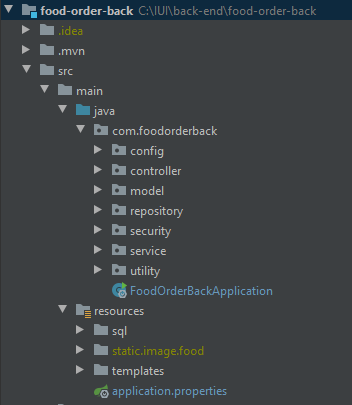 food-order-back C:\IUI\back-end\food-order-back
.idea
.mvn
src
main
java
com.foodorderback
config
controller
model
repository
security
service
utility
FoodOrderBackApplication
resources
sql
static.image.food
templates
application.properties